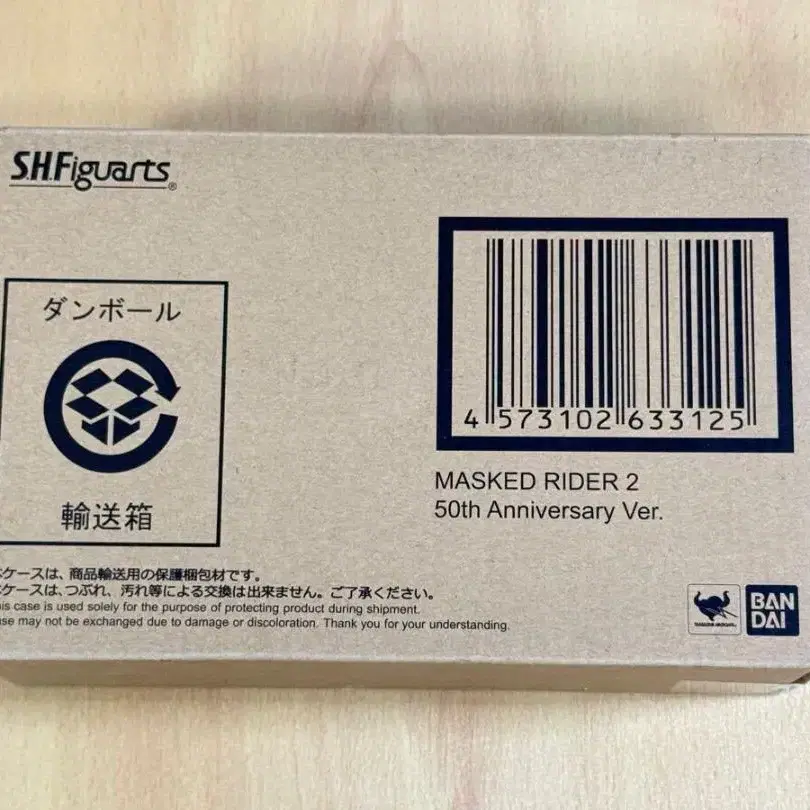 S.H.Figuarts®
ダンボール
輸送箱
4 573102 633125
MASKED RIDER 2
50th Anniversary Ver.
ケースは、商品輸送用の保護梱包材です。
ケースは、つぶれ、汚れ等による交換は出来ません。ご了承ください。
is case is used solely for the purpose of protecting product during shipment.
use may not be exchanged due to damage or discoloration. Thank you for your understanding.
BAN
DAI